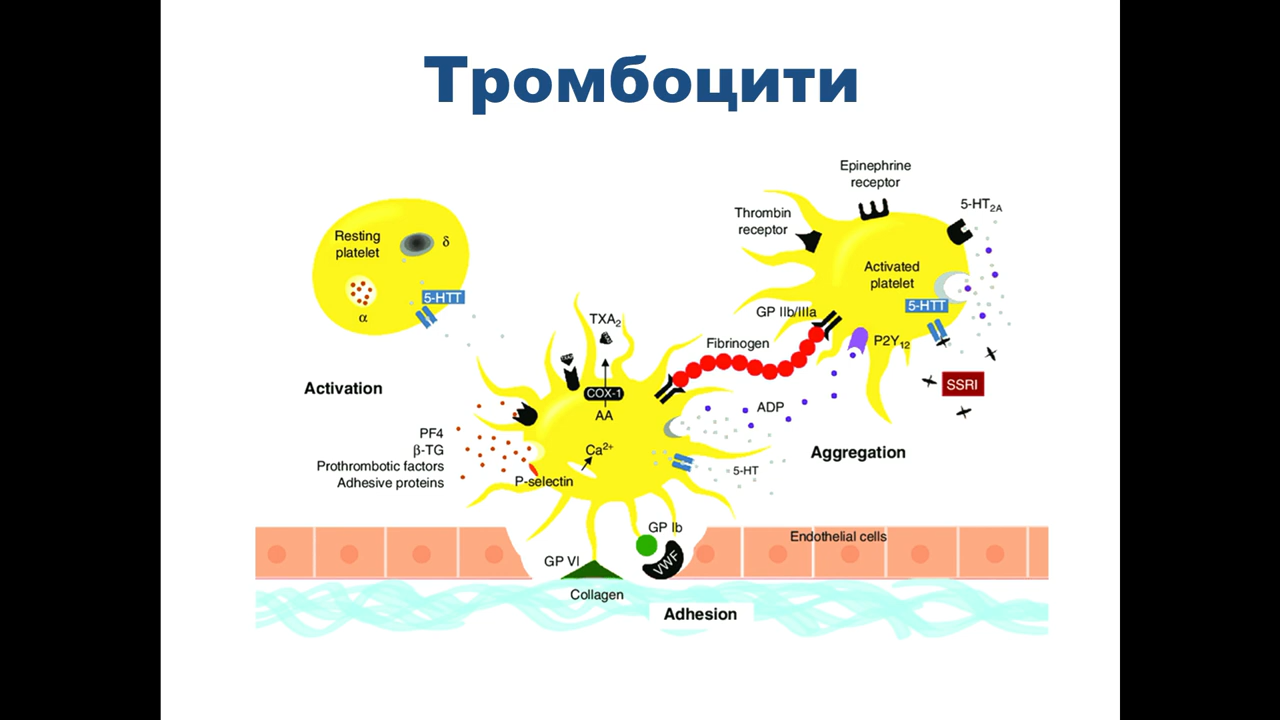 Тромбоцити
Epinephrine
receptor
Thrombin
receptor
5-HT2A
Resting
platelet
δ
α
5-HTT
Activated
platelet
5-HTT
GP IIb/IIIa
P2Y12
TXA2
Fibrinogen
SSRI
Activation
COX-1
AA
ADP
PF4
β-TG
Prothrombotic factors
Adhesive proteins
Ca2+
P-selectin
5-HT
Aggregation
GP Ib
Endothelial cells
GP VI
VWF
Collagen
Adhesion